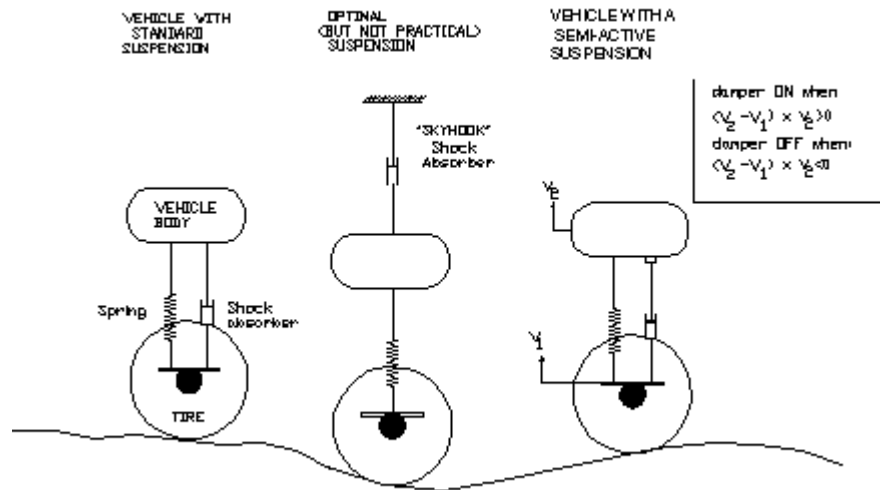 VEHICLE WITH
STANDARD
SUSPENSION
OPTINAL
(BUT NOT PRACTICAL)
SUSPENSION
VEHICLE WITH A
SEMI-ACTIVE
SUSPENSION
damper ON when
(V2-V1) x V2>0
damper OFF when:
(V2-V1) x V2<0
"SKYHOOK"
Shock
Absorber
VEHICLE
BODY
V2
Spring
Shock
absorber
V1
TIRE